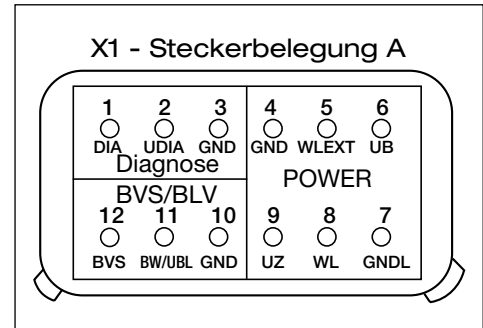 X1 - Steckerbelegung A
1 2 3 4 5 6
DIA UDIA GND GND WLEXT UB
Diagnose
POWER
BVS/BLV
12 11 10 9 8 7
BVS BW/UBL GND UZ WL GNDL